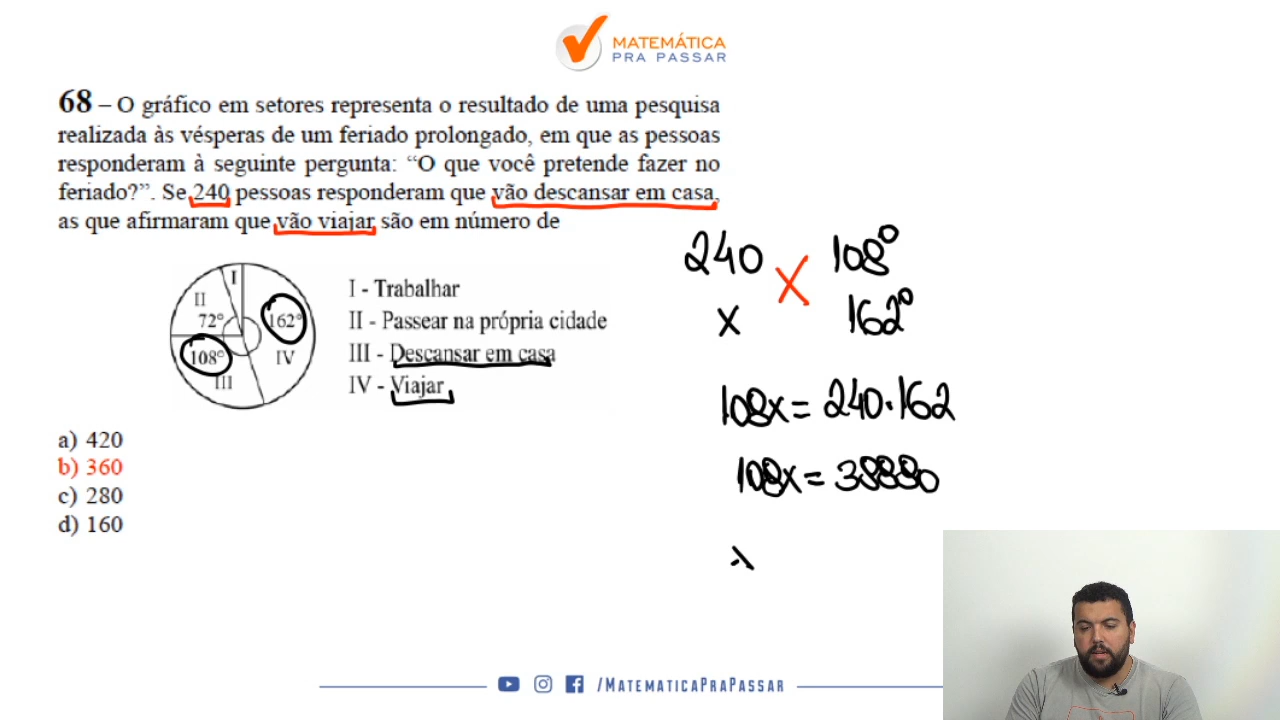 MATEMÁTICA
PRA PASSAR
68 – O gráfico em setores representa o resultado de uma pesquisa
realizada às vésperas de um feriado prolongado, em que as pessoas
responderam à seguinte pergunta: “O que você pretende fazer no
feriado?”. Se 240 pessoas responderam que vão descansar em casa,
as que afirmaram que vão viajar são em número de
I
II
72°
162°
108°
IV
III
I - Trabalhar
II - Passear na própria cidade
III - Descansar em casa
IV - Viajar
a) 420
b) 360
c) 280
d) 160
240 108°
x 162°
108x = 240·162
108x = 38880
/MATEMATICAPRAPASSAR